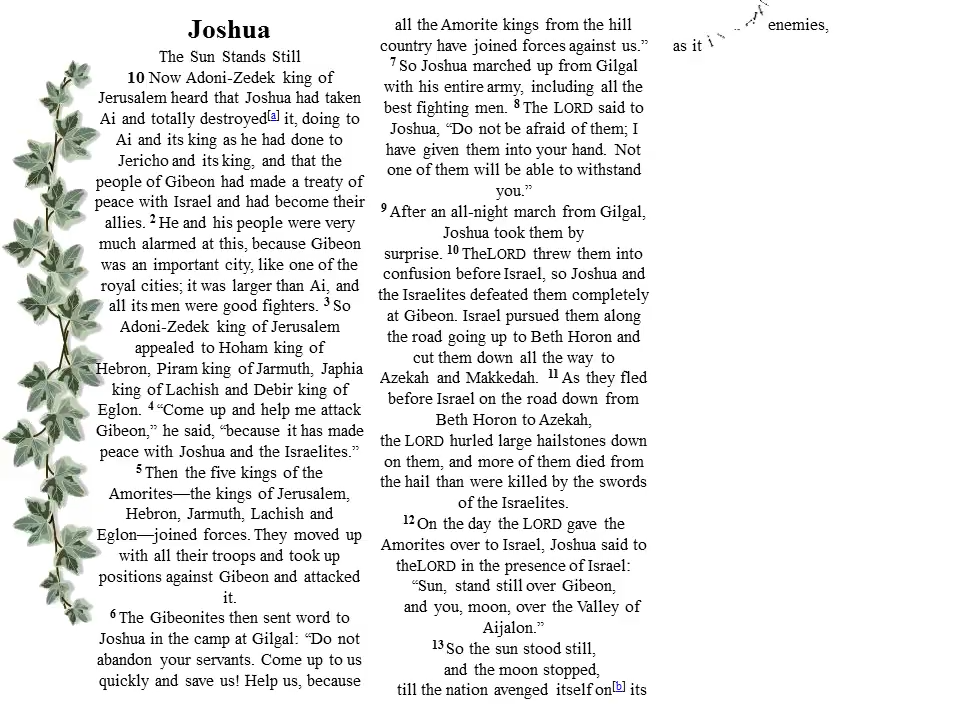 Joshua
The Sun Stands Still
10 Now Adoni-Zedek king of
Jerusalem heard that Joshua had taken
Ai and totally destroyed[a] it, doing to
Ai and its king as he had done to
Jericho and its king, and that the
people of Gibeon had made a treaty of
peace with Israel and had become their
allies. 2 He and his people were very
much alarmed at this, because Gibeon
was an important city, like one of the
royal cities; it was larger than Ai, and
all its men were good fighters. 3 So
Adoni-Zedek king of Jerusalem
appealed to Hoham king of
Hebron, Piram king of Jarmuth, Japhia
king of Lachish and Debir king of
Eglon. 4 “Come up and help me attack
Gibeon,” he said, “because it has made
peace with Joshua and the Israelites.”
5 Then the five kings of the
Amorites—the kings of Jerusalem,
Hebron, Jarmuth, Lachish and
Eglon—joined forces. They moved up
with all their troops and took up
positions against Gibeon and attacked
it.
6 The Gibeonites then sent word to
Joshua in the camp at Gilgal: “Do not
abandon your servants. Come up to us
quickly and save us! Help us, because
all the Amorite kings from the hill
country have joined forces against us.”
7 So Joshua marched up from Gilgal
with his entire army, including all the
best fighting men. 8 The LORD said to
Joshua, “Do not be afraid of them; I
have given them into your hand. Not
one of them will be able to withstand
you.”
9 After an all-night march from Gilgal,
Joshua took them by
surprise. 10 TheLORD threw them into
confusion before Israel, so Joshua and
the Israelites defeated them completely
at Gibeon. Israel pursued them along
the road going up to Beth Horon and
cut them down all the way to
Azekah and Makkedah. 11 As they fled
before Israel on the road down from
Beth Horon to Azekah,
the LORD hurled large hailstones down
on them, and more of them died from
the hail than were killed by the swords
of the Israelites.
12 On the day the LORD gave the
Amorites over to Israel, Joshua said to
theLORD in the presence of Israel:
“Sun, stand still over Gibeon,
and you, moon, over the Valley of
Aijalon.”
13 So the sun stood still,
and the moon stopped,
till the nation avenged itself on[b] its
enemies,
as it